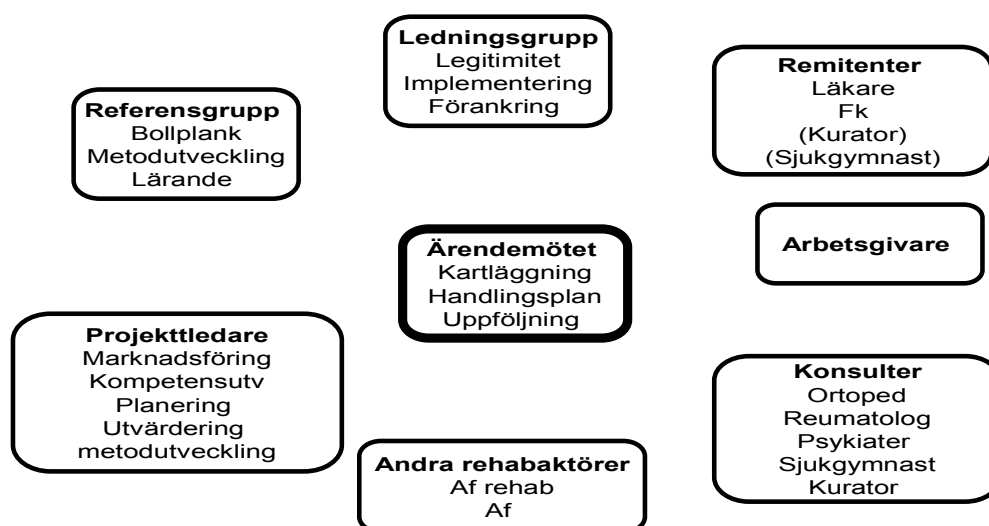 Ledningsgrupp
Legitimitet
Implementering
Förankring
Remitenter
Läkare
Fk
(Kurator)
(Sjukgymnast)
Referensgrupp
Bollplank
Metodutveckling
Lärande
Arbetsgivare
Ärendemötet
Kartläggning
Handlingsplan
Uppföljning
Projekttledare
Marknadsföring
Kompetensutv
Planering
Utvärdering
metodutveckling
Konsulter
Ortoped
Reumatolog
Psykiater
Sjukgymnast
Kurator
Andra rehabaktörer
Af rehab
Af